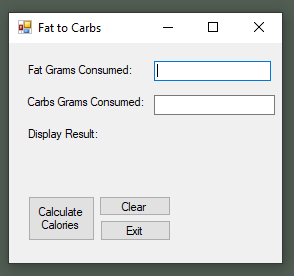 Fat to Carbs
Fat Grams Consumed:
Carbs Grams Consumed:
Display Result:
Calculate
Calories
Clear
Exit